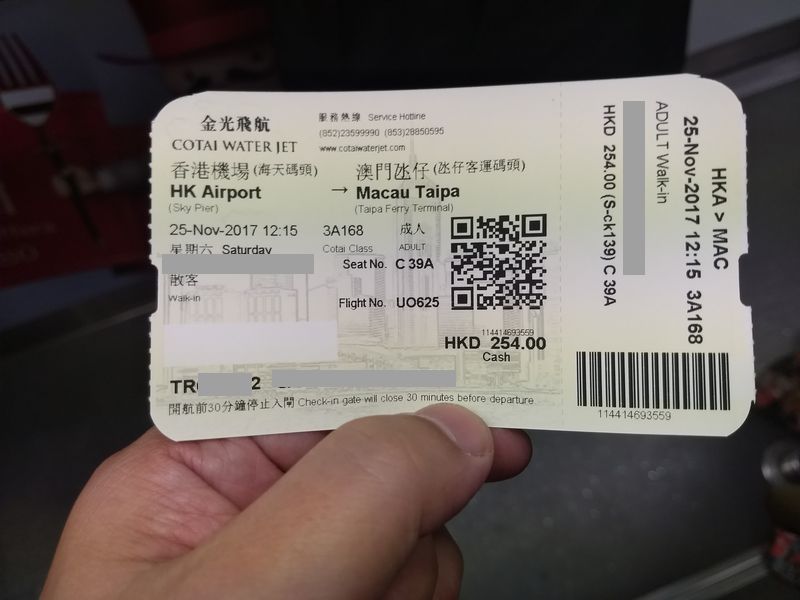 金光飛航
COTAI WATER JET
服務熱線 Service Hotline
(852)23599990 (853)28850595
www.cotaiwaterjet.com
香港機場 (海天碼頭)
HK Airport
(Sky Pier)
→
澳門氹仔 (氹仔客運碼頭)
Macau Taipa
(Taipa Ferry Terminal)
25-Nov-2017 12:15 3A168 成人
星期六 Saturday Cotai Class ADULT
Seat No. C 39A
散客
Walk-in
Flight No. UO625
114414693559
HKD 254.00
Cash
TR 2
開航前30分鐘停止入閘 Check-in gate will close 30 minutes before departure.
HKA > MAC
25-Nov-2017 12:15 3A168
ADULT Walk-in
HKD 254.00 (S-ck139) C 39A
114414693559